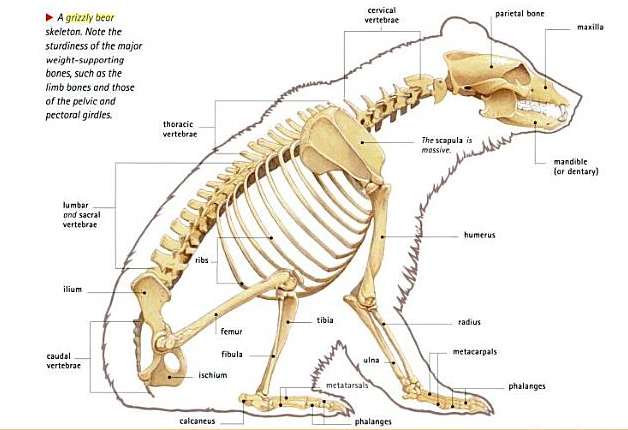 ▶ A grizzly bear
skeleton. Note the
sturdiness of the major
weight-supporting
bones, such as the
limb bones and those
of the pelvic and
pectoral girdles.
cervical
vertebrae
parietal bone
maxilla
thoracic
vertebrae
The scapula is
massive.
mandible
(or dentary)
lumbar
and sacral
vertebrae
humerus
ribs
ilium
tibia
radius
femur
caudal
vertebrae
fibula
ulna
metacarpals
ischium
metatarsals
phalanges
calcaneus
phalanges